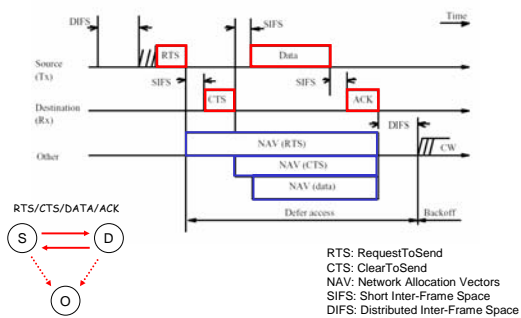 DIFS
SIFS
Time
Source
(Tx)
RTS
Data
SIFS
SIFS
Destination
(Rx)
CTS
ACK
DIFS
Other
NAV (RTS)
CW
NAV (CTS)
NAV (data)
Defer access
Backoff
RTS/CTS/DATA/ACK
S
D
O
RTS: RequestToSend
CTS: ClearToSend
NAV: Network Allocation Vectors
SIFS: Short Inter-Frame Space
DIFS: Distributed Inter-Frame Space